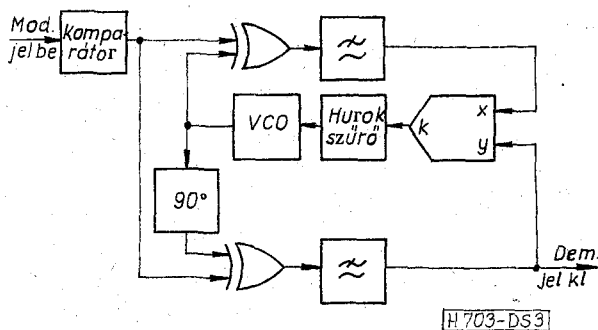 Mod.
jel be
Kompa-
rátor
VCO
Hurok
szűrő
k
x
y
90°
Dem.
jel ki
H 703-DS3